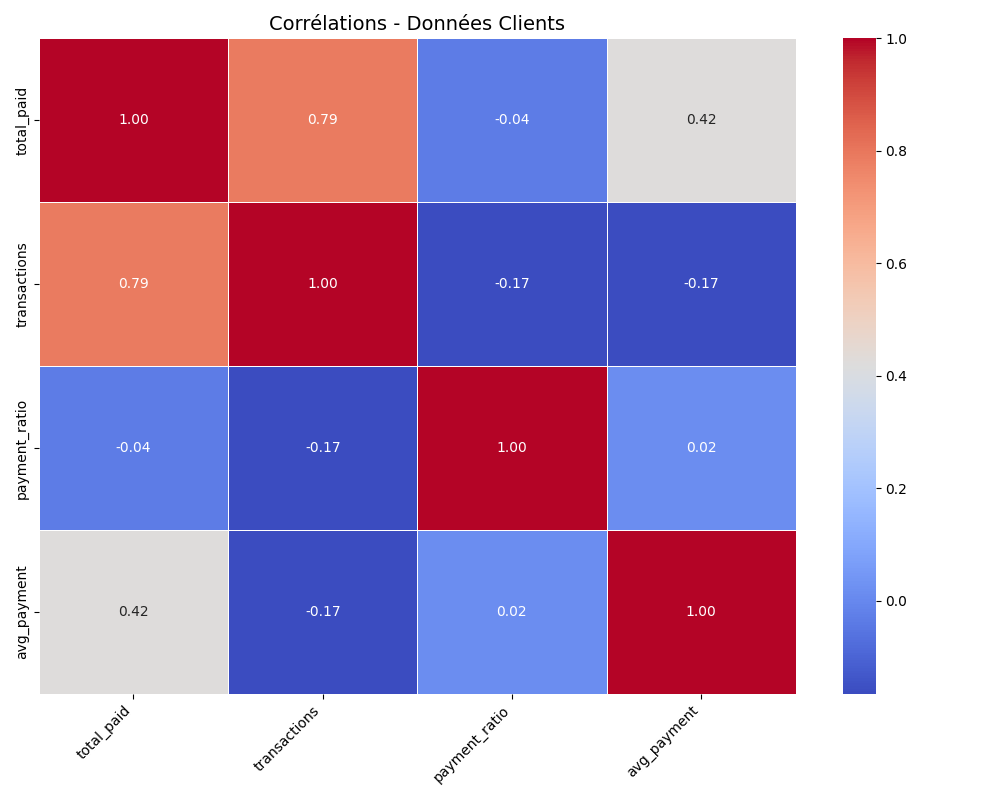 Corrélations - Données Clients
total_paid
1.00
0.79
-0.04
0.42
transactions
0.79
1.00
-0.17
-0.17
payment_ratio
-0.04
-0.17
1.00
0.02
avg_payment
0.42
-0.17
0.02
1.00
total_paid
transactions
payment_ratio
avg_payment
1.0
0.8
0.6
0.4
0.2
0.0